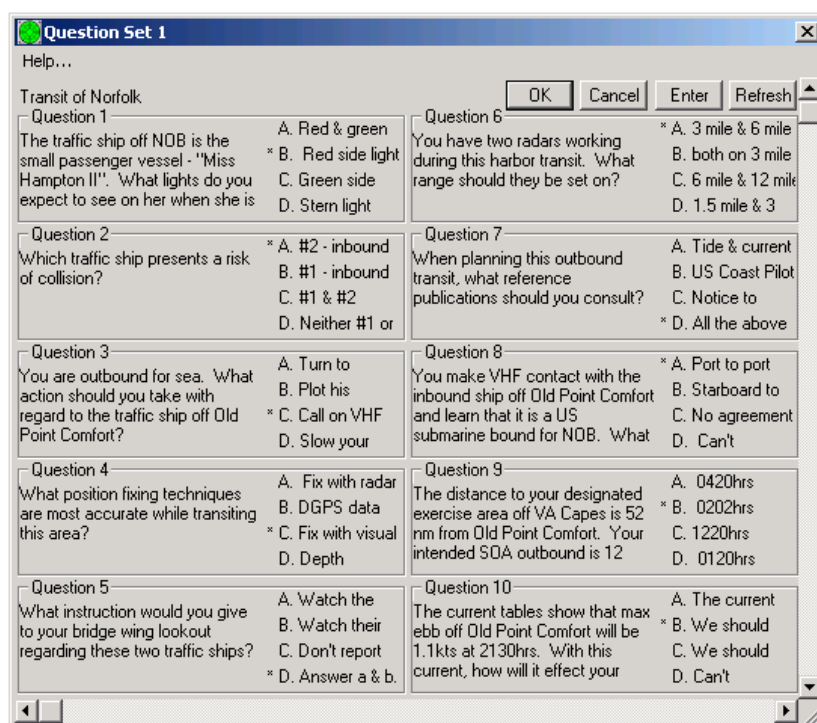 Question Set 1
Help...
Transit of Norfolk
OK Cancel Enter Refresh
Question 1
The traffic ship off NOB is the
small passenger vessel - "Miss
Hampton II". What lights do you
expect to see on her when she is
A. Red & green
* B. Red side light
C. Green side
D. Stern light
Question 2
Which traffic ship presents a risk
of collision?
* A. #2 - inbound
B. #1 - inbound
C. #1 & #2
D. Neither #1 or
Question 3
You are outbound for sea. What
action should you take with
regard to the traffic ship off Old
Point Comfort?
A. Turn to
B. Plot his
* C. Call on VHF
D. Slow your
Question 4
What position fixing techniques
are most accurate while transiting
this area?
A. Fix with radar
B. DGPS data
* C. Fix with visual
D. Depth
Question 5
What instruction would you give
to your bridge wing lookout
regarding these two traffic ships?
A. Watch the
B. Watch their
C. Don't report
* D. Answer a & b.
Question 6
You have two radars working
during this harbor transit. What
range should they be set on?
* A. 3 mile & 6 mile
B. both on 3 mile
C. 6 mile & 12 mile
D. 1.5 mile & 3
Question 7
When planning this outbound
transit, what reference
publications should you consult?
A. Tide & current
B. US Coast Pilot
C. Notice to
* D. All the above
Question 8
You make VHF contact with the
inbound ship off Old Point Comfort
and learn that it is a US
submarine bound for NOB. What
* A. Port to port
B. Starboard to
C. No agreement
D. Can't
Question 9
The distance to your designated
exercise area off VA Capes is 52
nm from Old Point Comfort. Your
intended SOA outbound is 12
A. 0420hrs
* B. 0202hrs
C. 1220hrs
D. 0120hrs
Question 10
The current tables show that max
ebb off Old Point Comfort will be
1.1kts at 2130hrs. With this
current, how will it effect your
A. The current
* B. We should
C. We should
D. Can't